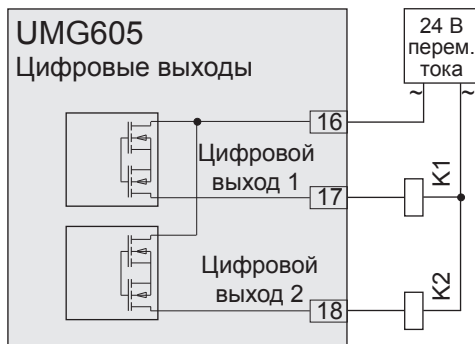 UMG605
Цифровые выходы
24 В
перем.
тока
~ ~
16
Цифровой
выход 1
17
K1
Цифровой
выход 2
18
K2